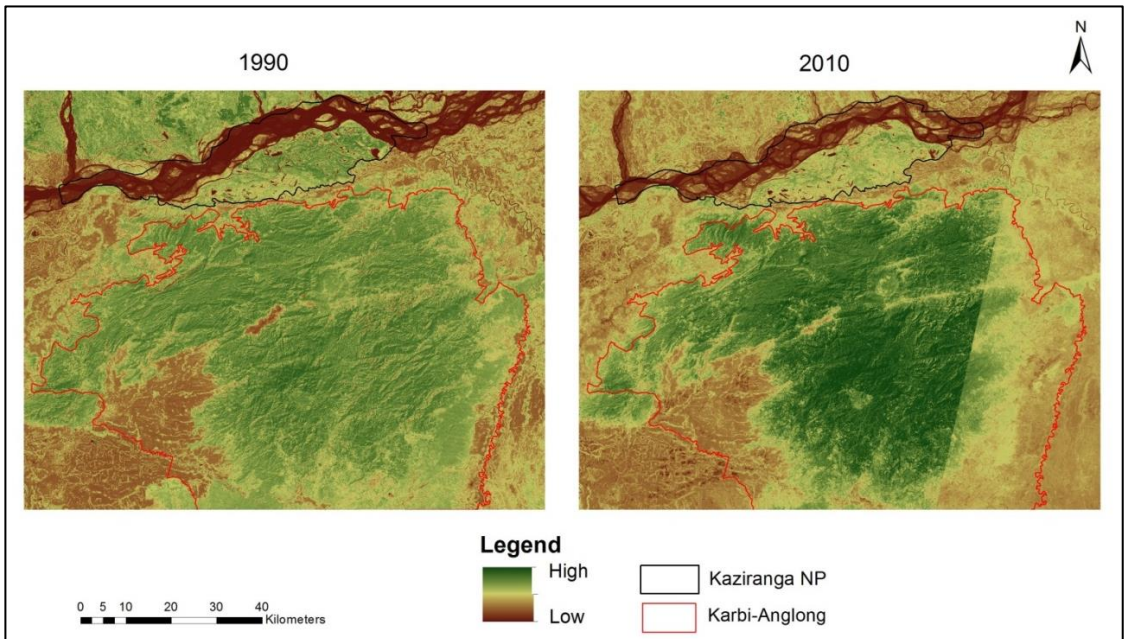 N
1990
2010
Legend
High
Low
Kaziranga NP
Karbi-Anglong
0 5 10 20 30 40
Kilometers